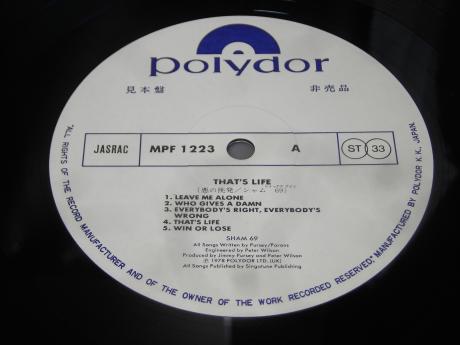 polydor
見本盤
非売品
JASRAC
MPF 1223
A
ST 33
THAT'S LIFE
1. LEAVE ME ALONE
2. WHO GIVES A DAMN
3. EVERYBODY'S RIGHT, EVERYBODY'S
WRONG
4. THAT'S LIFE
5. WIN OR LOSE
SHAM 69
All Songs Written by Pursey/Parsons
Engineered by Peter Wilson
Produced by Jimmy Pursey and Peter Wilson
Ⓟ 1978 POLYDOR LTD. (UK)
All Songs Published by Singatune Publishing
"ALL RIGHTS OF THE RECORD MANUFACTURER AND OF THE OWNER OF THE WORK RECORDED RESERVED;" MANUFACTURED BY POLYDOR K.K., JAPAN